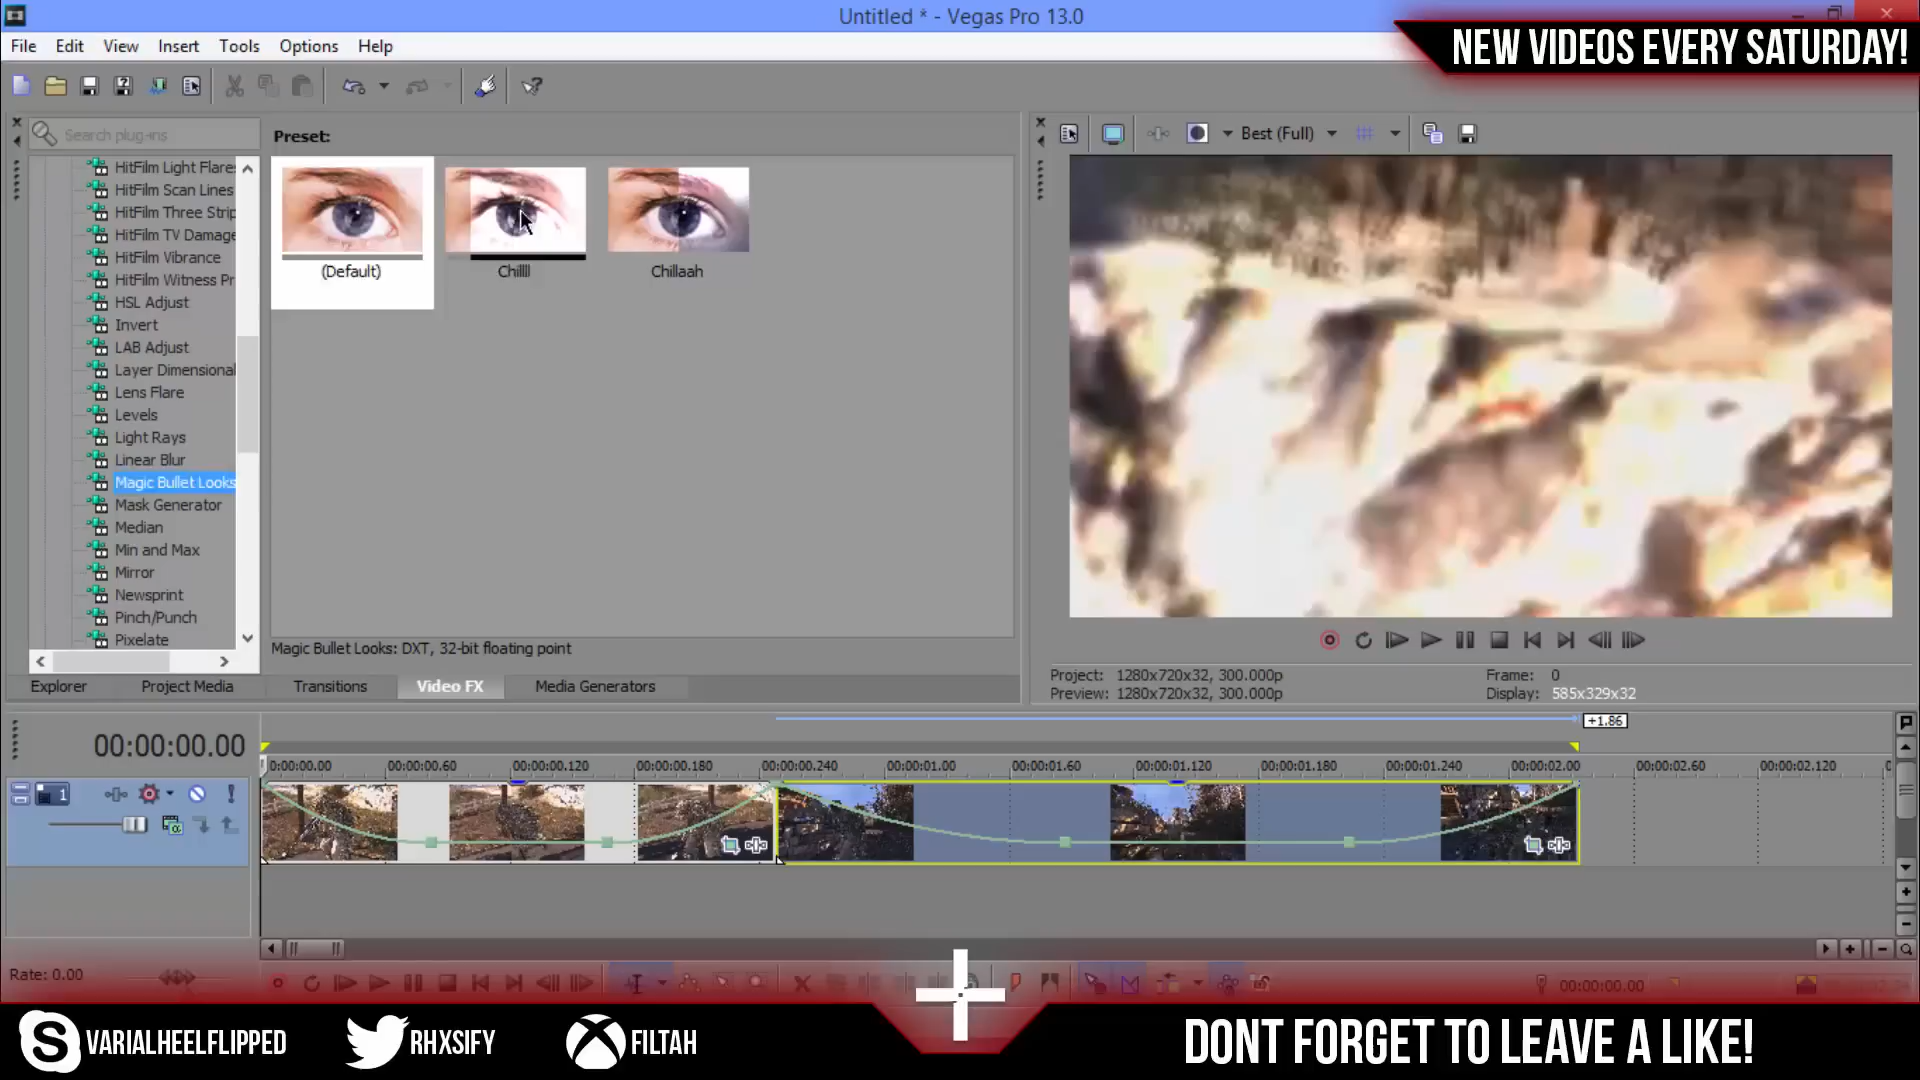 Untitled * - Vegas Pro 13.0
File Edit View Insert Tools Options Help
NEW VIDEOS EVERY SATURDAY!
Search plug-ins
Preset:
Best (Full)
HitFilm Light Flares
HitFilm Scan Lines
HitFilm Three Strip
HitFilm TV Damage
HitFilm Vibrance
HitFilm Witness Pr
HSL Adjust
Invert
LAB Adjust
Layer Dimensional
Lens Flare
Levels
Light Rays
Linear Blur
Magic Bullet Looks
Mask Generator
Median
Min and Max
Mirror
Newsprint
Pinch/Punch
Pixelate
(Default) Chillll Chillaah
Magic Bullet Looks: DXT, 32-bit floating point
Explorer Project Media Transitions Video FX Media Generators
Project: 1280x720x32, 300.000p Frame: 0
Preview: 1280x720x32, 300.000p Display: 585x329x32
+1.86
00:00:00.00
0:00:00.00 00:00:00.60 00:00:00.120 00:00:00.180 00:00:00.240 00:00:01.00 00:00:01.60 00:00:01.120 00:00:01.180 00:00:01.240 00:00:02.00 00:00:02.60 00:00:02.120
1
Rate: 0.00
00:00:00.00
VARIALHEELFLIPPED RHXSIFY FILTAH DONT FORGET TO LEAVE A LIKE!